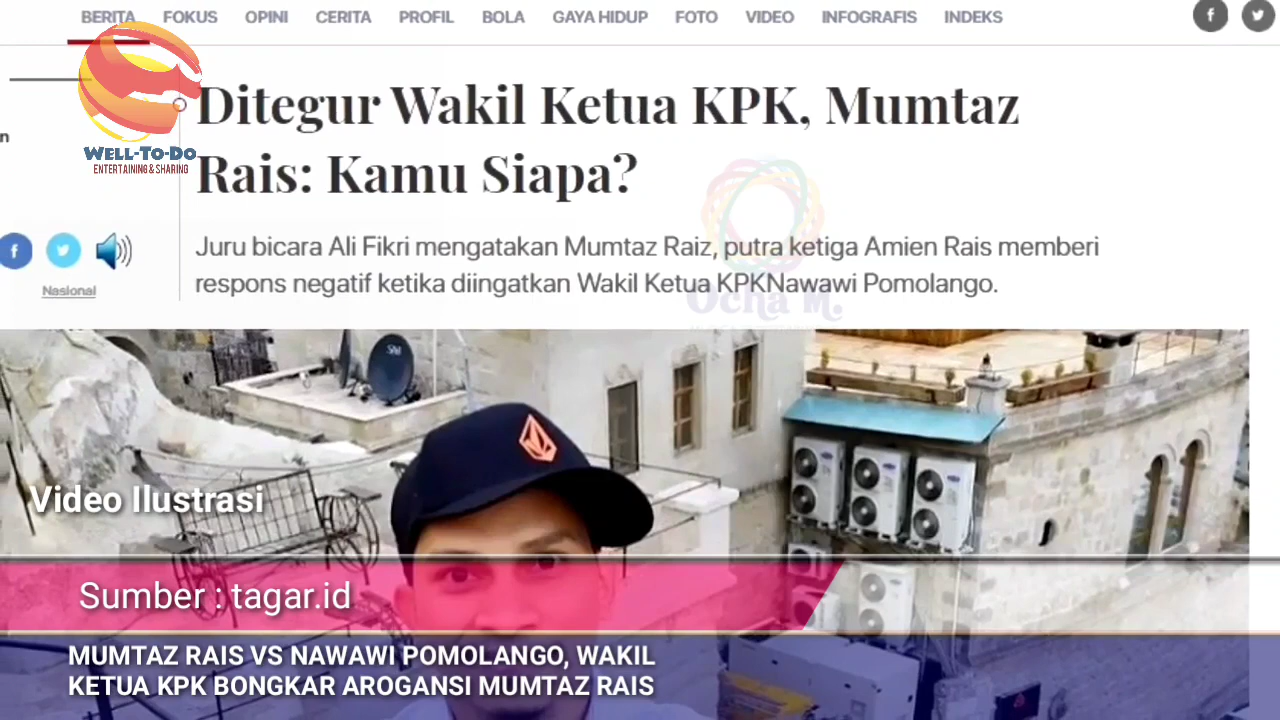 BERITA FOKUS OPINI CERITA PROFIL BOLA GAYA HIDUP FOTO VIDEO INFOGRAFIS INDEKS
n
WELL-TO-DO
ENTERTAINING & SHARING
Ditegur Wakil Ketua KPK, Mumtaz
Rais: Kamu Siapa?
Juru bicara Ali Fikri mengatakan Mumtaz Raiz, putra ketiga Amien Rais memberi
respons negatif ketika diingatkan Wakil Ketua KPKNawawi Pomolango.
Nasional
Ocha M.
Video Ilustrasi
Sumber : tagar.id
MUMTAZ RAIS VS NAWAWI POMOLANGO, WAKIL
KETUA KPK BONGKAR AROGANSI MUMTAZ RAIS